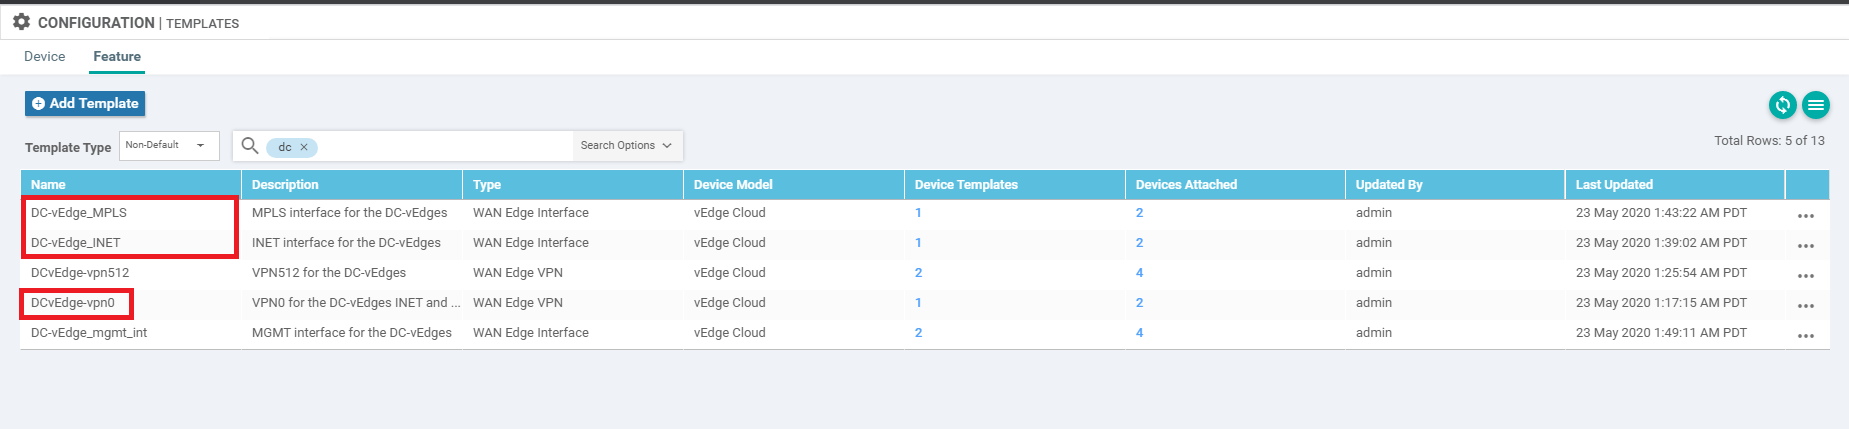 CONFIGURATION | TEMPLATES
Device Feature
Add Template
Template Type Non-Default dc × Search Options Total Rows: 5 of 13
Name Description Type Device Model Device Templates Devices Attached Updated By Last Updated
DC-vEdge_MPLS MPLS interface for the DC-vEdges WAN Edge Interface vEdge Cloud 1 2 admin 23 May 2020 1:43:22 AM PDT •••
DC-vEdge_INET INET interface for the DC-vEdges WAN Edge Interface vEdge Cloud 1 2 admin 23 May 2020 1:39:02 AM PDT •••
DCvEdge-vpn512 VPN512 for the DC-vEdges WAN Edge VPN vEdge Cloud 2 4 admin 23 May 2020 1:25:54 AM PDT •••
DCvEdge-vpn0 VPN0 for the DC-vEdges INET and ... WAN Edge VPN vEdge Cloud 1 2 admin 23 May 2020 1:17:15 AM PDT •••
DC-vEdge_mgmt_int MGMT interface for the DC-vEdges WAN Edge Interface vEdge Cloud 2 4 admin 23 May 2020 1:49:11 AM PDT •••